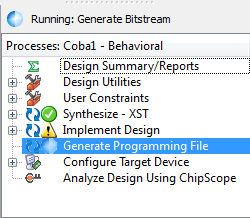 Running: Generate Bitstream
Processes: Coba1 - Behavioral
Design Summary/Reports
Design Utilities
User Constraints
Synthesize - XST
Implement Design
Generate Programming File
Configure Target Device
Analyze Design Using ChipScope